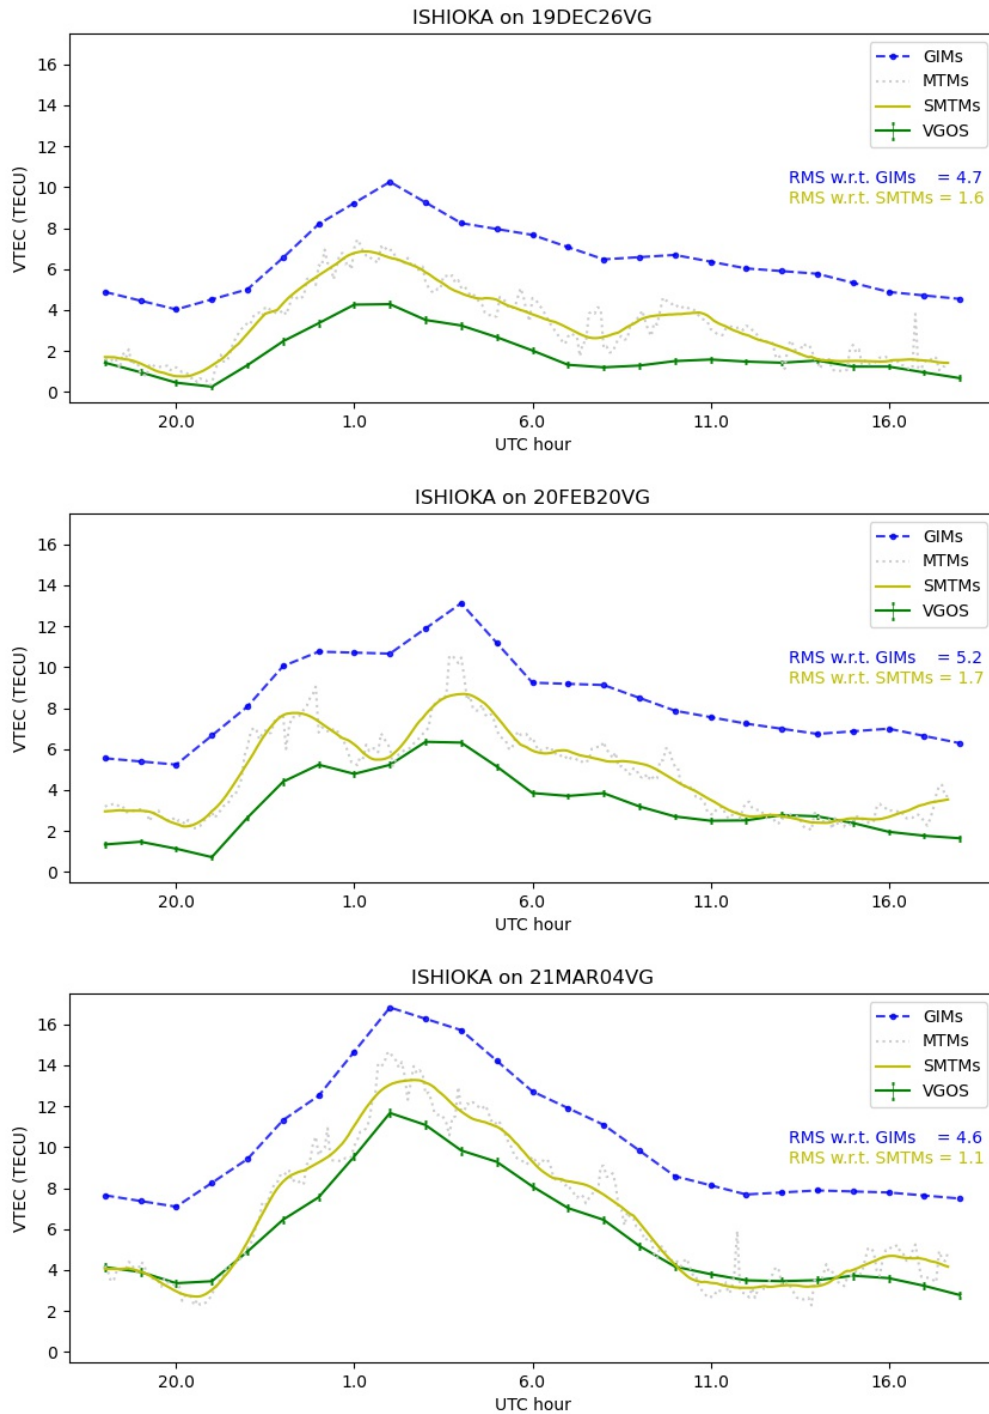 ISHIOKA on 19DEC26VG
16
14
12
10
8
6
4
2
0
VTEC (TECU)
GIMs
MTMs
SMTMs
VGOS
RMS w.r.t. GIMs = 4.7
RMS w.r.t. SMTMs = 1.6
20.0 1.0 6.0 11.0 16.0
UTC hour
ISHIOKA on 20FEB20VG
16
14
12
10
8
6
4
2
0
VTEC (TECU)
GIMs
MTMs
SMTMs
VGOS
RMS w.r.t. GIMs = 5.2
RMS w.r.t. SMTMs = 1.7
20.0 1.0 6.0 11.0 16.0
UTC hour
ISHIOKA on 21MAR04VG
16
14
12
10
8
6
4
2
0
VTEC (TECU)
GIMs
MTMs
SMTMs
VGOS
RMS w.r.t. GIMs = 4.6
RMS w.r.t. SMTMs = 1.1
20.0 1.0 6.0 11.0 16.0
UTC hour